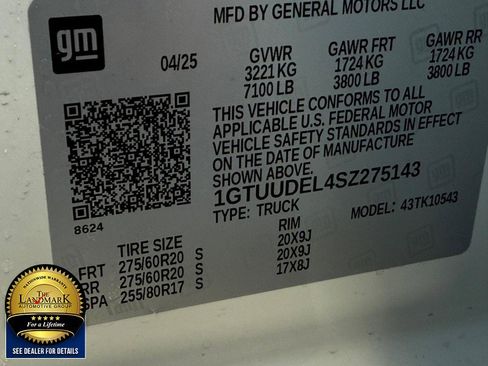 MFD BY GENERAL MOTORS LLC
gm
04/25
GVWR GAWR FRT GAWR RR
3221 KG 1724 KG 1724 KG
7100 LB 3800 LB 3800 LB
THIS VEHICLE CONFORMS TO ALL
APPLICABLE U.S. FEDERAL MOTOR
VEHICLE SAFETY STANDARDS IN EFFECT
ON THE DATE OF MANUFACTURE
SHOWN ABOVE.
1GTUUDEL4SZ275143
TYPE: TRUCK MODEL: 43TK10543
8624
TIRE SIZE RIM
FRT 275/60R20 S 20X9J
RR 275/60R20 S 20X9J
SPA 255/80R17 S 17X8J
NATIONWIDE WARRANTY
THE
LANDMARK
AUTOMOTIVE GROUP
For a Lifetime
SEE DEALER FOR DETAILS